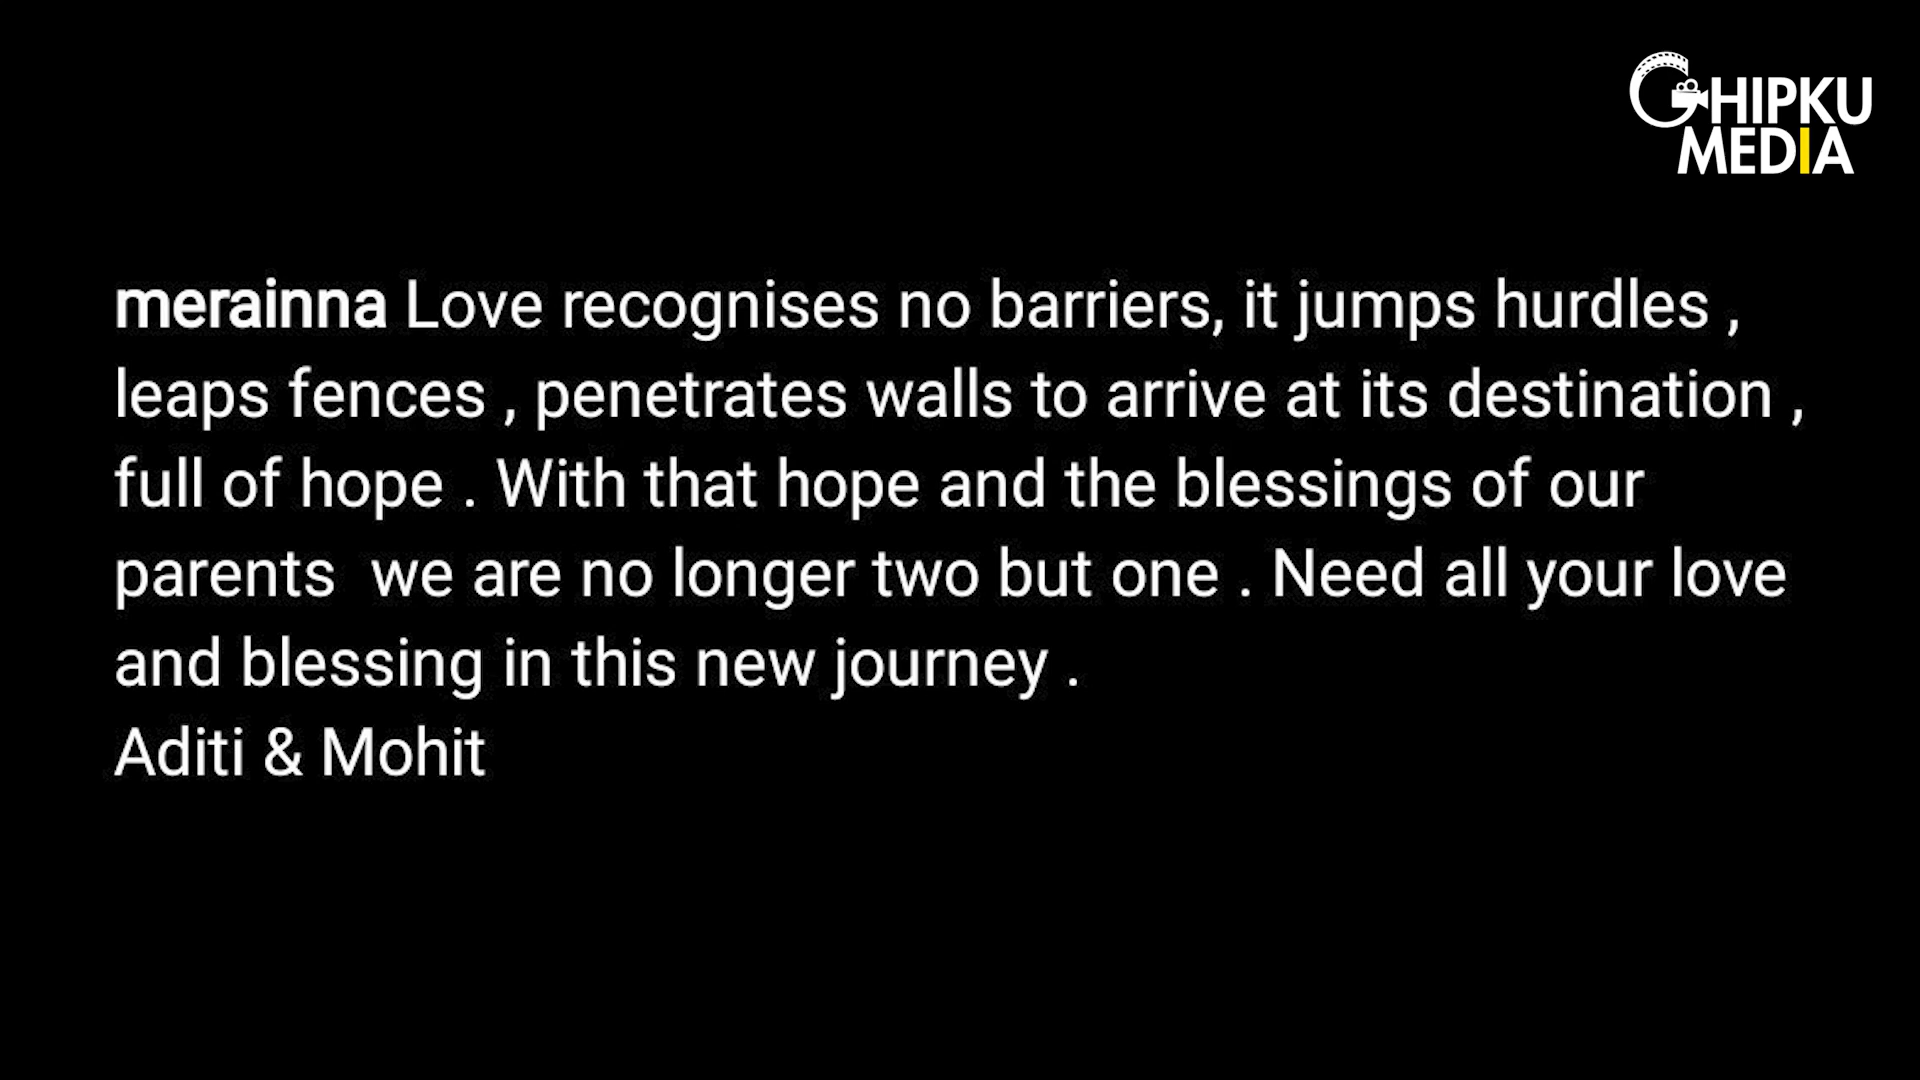 GHIPKU
MEDIA
merainna Love recognises no barriers, it jumps hurdles ,
leaps fences , penetrates walls to arrive at its destination ,
full of hope . With that hope and the blessings of our
parents  we are no longer two but one . Need all your love
and blessing in this new journey .
Aditi & Mohit